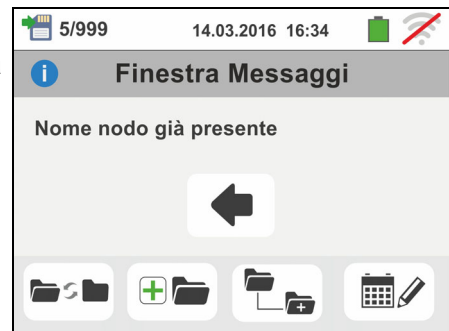 5/999 14.03.2016 16:34
Finestra Messaggi
Nome nodo già presente